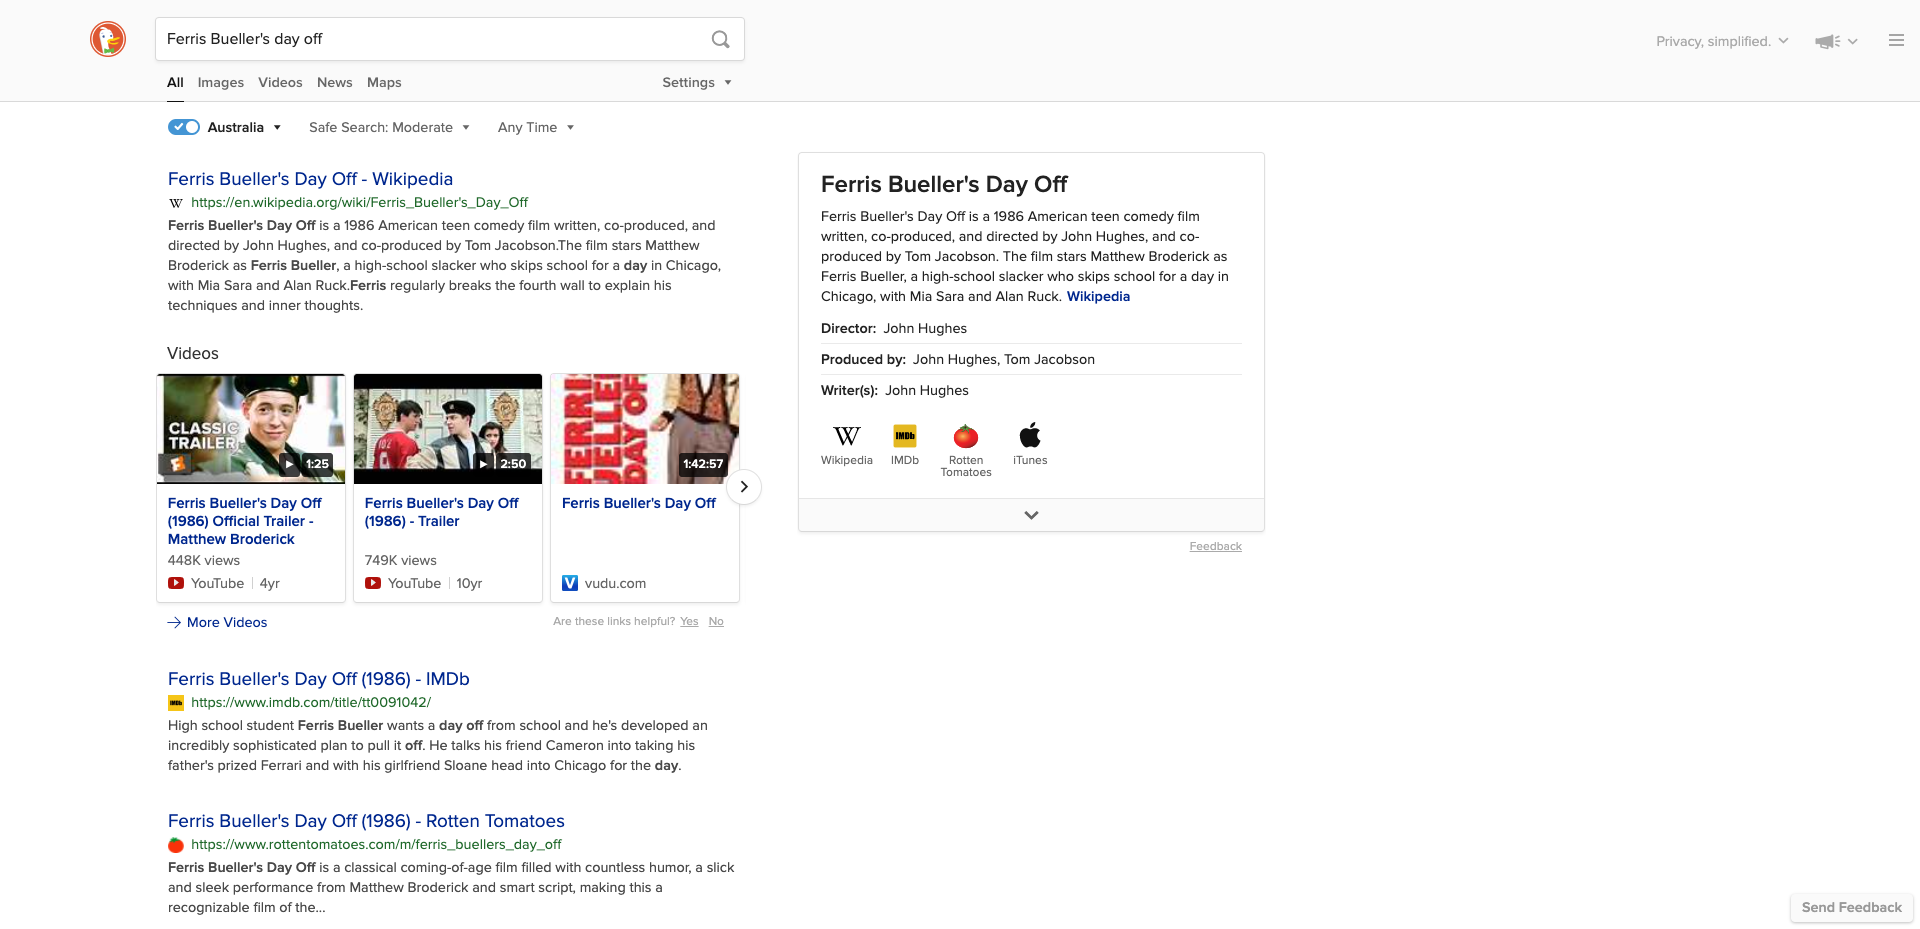 Ferris Bueller's day off
Privacy, simplified.
All Images Videos News Maps Settings
Australia Safe Search: Moderate Any Time
Ferris Bueller's Day Off - Wikipedia
W https://en.wikipedia.org/wiki/Ferris_Bueller's_Day_Off
Ferris Bueller's Day Off is a 1986 American teen comedy film written, co-produced, and
directed by John Hughes, and co-produced by Tom Jacobson.The film stars Matthew
Broderick as Ferris Bueller, a high-school slacker who skips school for a day in Chicago,
with Mia Sara and Alan Ruck.Ferris regularly breaks the fourth wall to explain his
techniques and inner thoughts.
Videos
CLASSIC
TRAILER
1:25
Ferris Bueller's Day Off
(1986) Official Trailer -
Matthew Broderick
448K views
YouTube 4yr
2:50
Ferris Bueller's Day Off
(1986) - Trailer
749K views
YouTube 10yr
DAY OF
1:42:57
Ferris Bueller's Day Off
V vudu.com
More Videos
Are these links helpful? Yes No
Ferris Bueller's Day Off (1986) - IMDb
IMDb https://www.imdb.com/title/tt0091042/
High school student Ferris Bueller wants a day off from school and he's developed an
incredibly sophisticated plan to pull it off. He talks his friend Cameron into taking his
father's prized Ferrari and with his girlfriend Sloane head into Chicago for the day.
Ferris Bueller's Day Off (1986) - Rotten Tomatoes
https://www.rottentomatoes.com/m/ferris_buellers_day_off
Ferris Bueller's Day Off is a classical coming-of-age film filled with countless humor, a slick
and sleek performance from Matthew Broderick and smart script, making this a
recognizable film of the...
Ferris Bueller's Day Off
Ferris Bueller's Day Off is a 1986 American teen comedy film
written, co-produced, and directed by John Hughes, and co-
produced by Tom Jacobson. The film stars Matthew Broderick as
Ferris Bueller, a high-school slacker who skips school for a day in
Chicago, with Mia Sara and Alan Ruck. Wikipedia
Director: John Hughes
Produced by: John Hughes, Tom Jacobson
Writer(s): John Hughes
W IMDb
Wikipedia IMDb Rotten Tomatoes iTunes
Feedback
Send Feedback